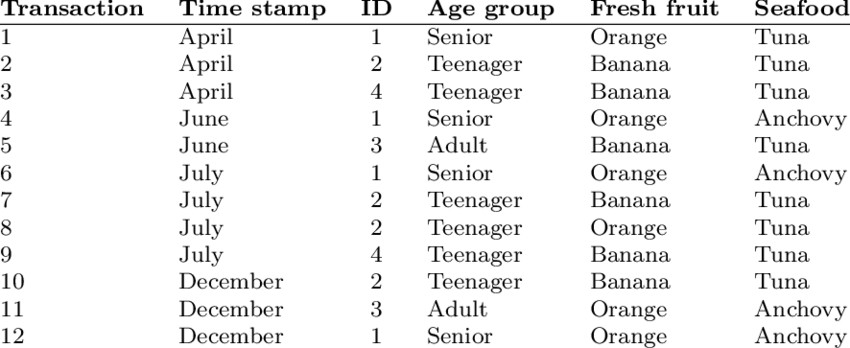 Transaction Time stamp ID Age group Fresh fruit Seafood
1 April 1 Senior Orange Tuna
2 April 2 Teenager Banana Tuna
3 April 4 Teenager Banana Tuna
4 June 1 Senior Orange Anchovy
5 June 3 Adult Banana Tuna
6 July 1 Senior Orange Anchovy
7 July 2 Teenager Banana Tuna
8 July 2 Teenager Orange Tuna
9 July 4 Teenager Banana Tuna
10 December 2 Teenager Banana Tuna
11 December 3 Adult Orange Anchovy
12 December 1 Senior Orange Anchovy